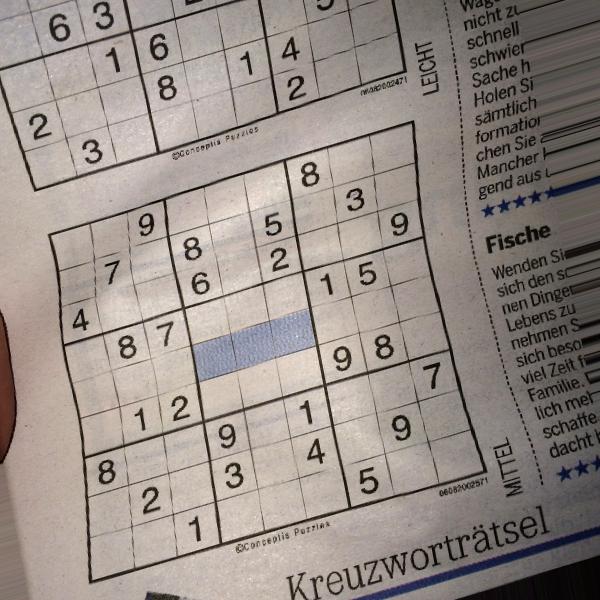 6 3
1 6
8 1 4
2 2
3
©Conceptis Puzzles
06082002471
LEICHT
9 8
7 8 5 3
4 6 2 9
8 7 1 5
1 2 9 8
8 9 1 7
2 3 4 9
1 5
©Conceptis Puzzles
06082002571
MITTEL
nicht zu
schnell
schwier
Sache h
Holen Si
sämtlich
formation
chen Sie
Mancher
gend aus
★★★★★
Fische
Wenden Si
sich den sc
nen Dinge
Lebens zu
nehmen S
sich beso
viel Zeit f
Familie.
lich meh
schaffe
dacht
★★
Kreuzworträtsel